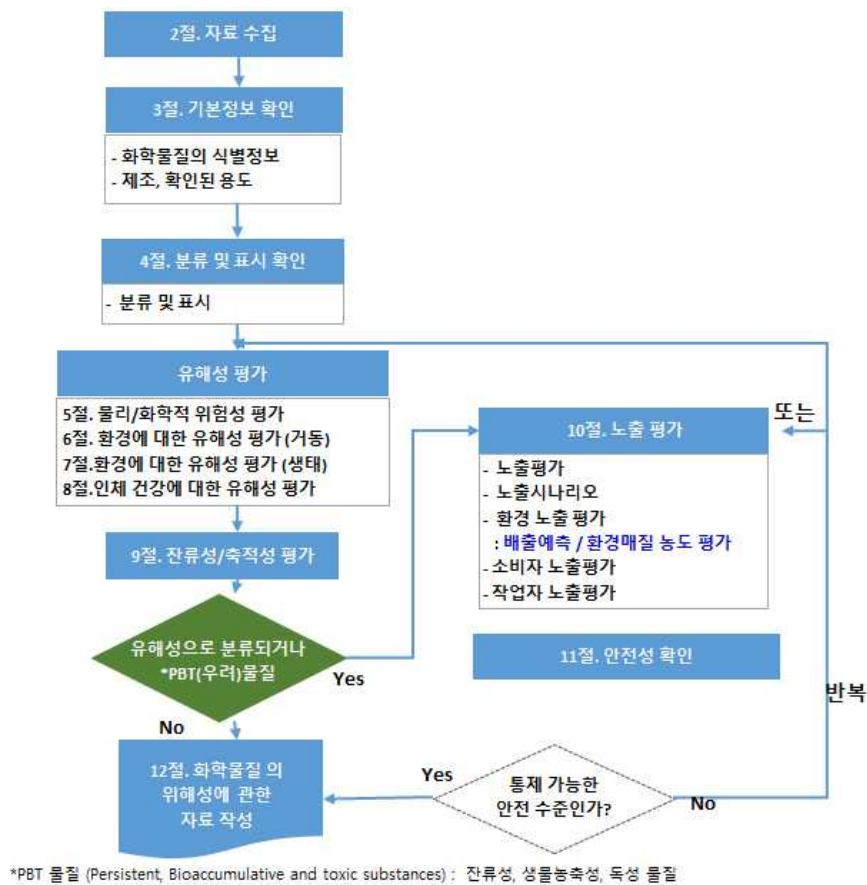 2절. 자료 수집
3절. 기본정보 확인
- 화학물질의 식별정보
- 제조, 확인된 용도
4절. 분류 및 표시 확인
- 분류 및 표시
유해성 평가
5절. 물리/화학적 위험성 평가
6절. 환경에 대한 유해성 평가 (거동)
7절.환경에 대한 유해성 평가 (생태)
8절.인체 건강에 대한 유해성 평가
9절. 잔류성/축적성 평가
유해성으로 분류되거나
*PBT(우려)물질
Yes
No
또는
10절. 노출 평가
- 노출평가
- 노출시나리오
- 환경 노출 평가
: 배출예측 / 환경매질 농도 평가
- 소비자 노출평가
- 작업자 노출평가
11절. 안전성 확인
반복
통제 가능한
안전 수준인가?
Yes
No
12절. 화학물질 의
위해성에 관한
자료 작성
*PBT 물질 (Persistent, Bioaccumulative and toxic substances) : 잔류성, 생물농축성, 독성 물질